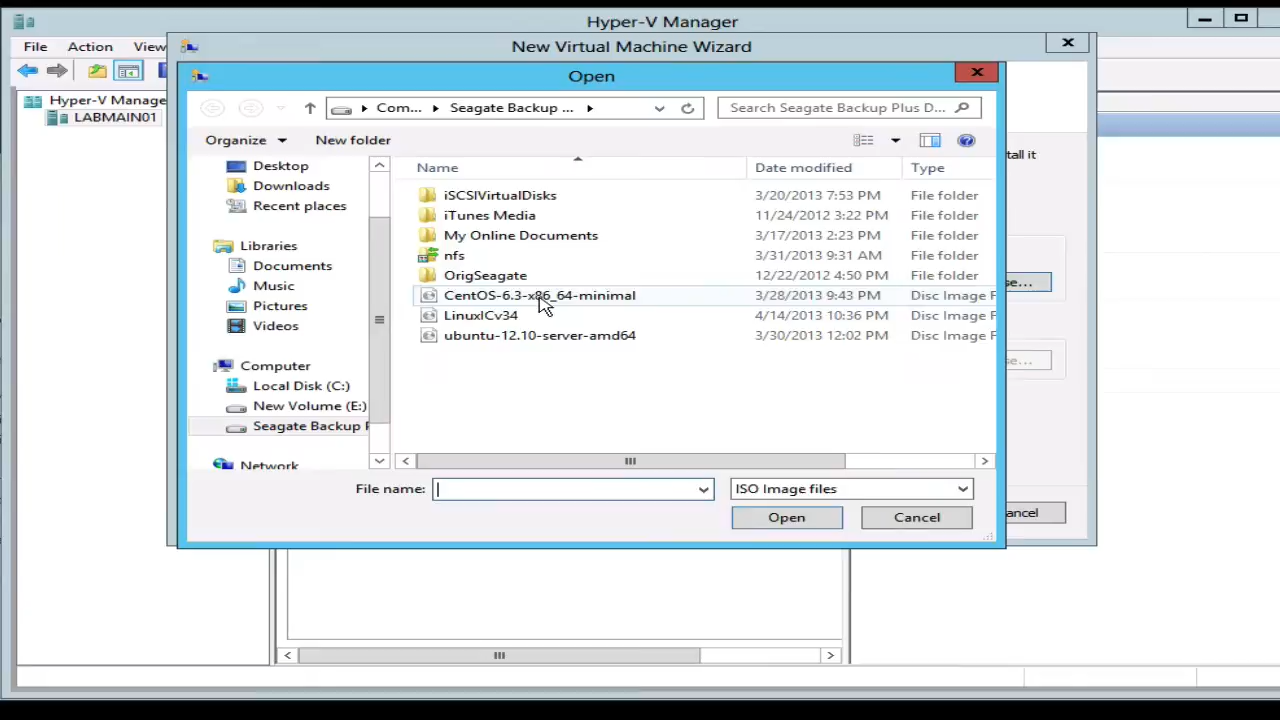 Hyper-V Manager
File Action View
New Virtual Machine Wizard
Open
Com... Seagate Backup ...
Search Seagate Backup Plus D...
Organize New folder
Hyper-V Manage
LABMAIN01
Desktop
Downloads
Recent places
Libraries
Documents
Music
Pictures
Videos
Computer
Local Disk (C:)
New Volume (E:)
Seagate Backup
Network
Name Date modified Type
iSCSIVirtualDisks 3/20/2013 7:53 PM File folder
iTunes Media 11/24/2012 3:22 PM File folder
My Online Documents 3/17/2013 2:23 PM File folder
nfs 3/31/2013 9:31 AM File folder
OrigSeagate 12/22/2012 4:50 PM File folder
CentOS-6.3-x86_64-minimal 3/28/2013 9:43 PM Disc Image F
LinuxICv34 4/14/2013 10:36 PM Disc Image F
ubuntu-12.10-server-amd64 3/30/2013 12:02 PM Disc Image F
File name: ISO Image files
Open Cancel
tall it
se...
se...
ancel